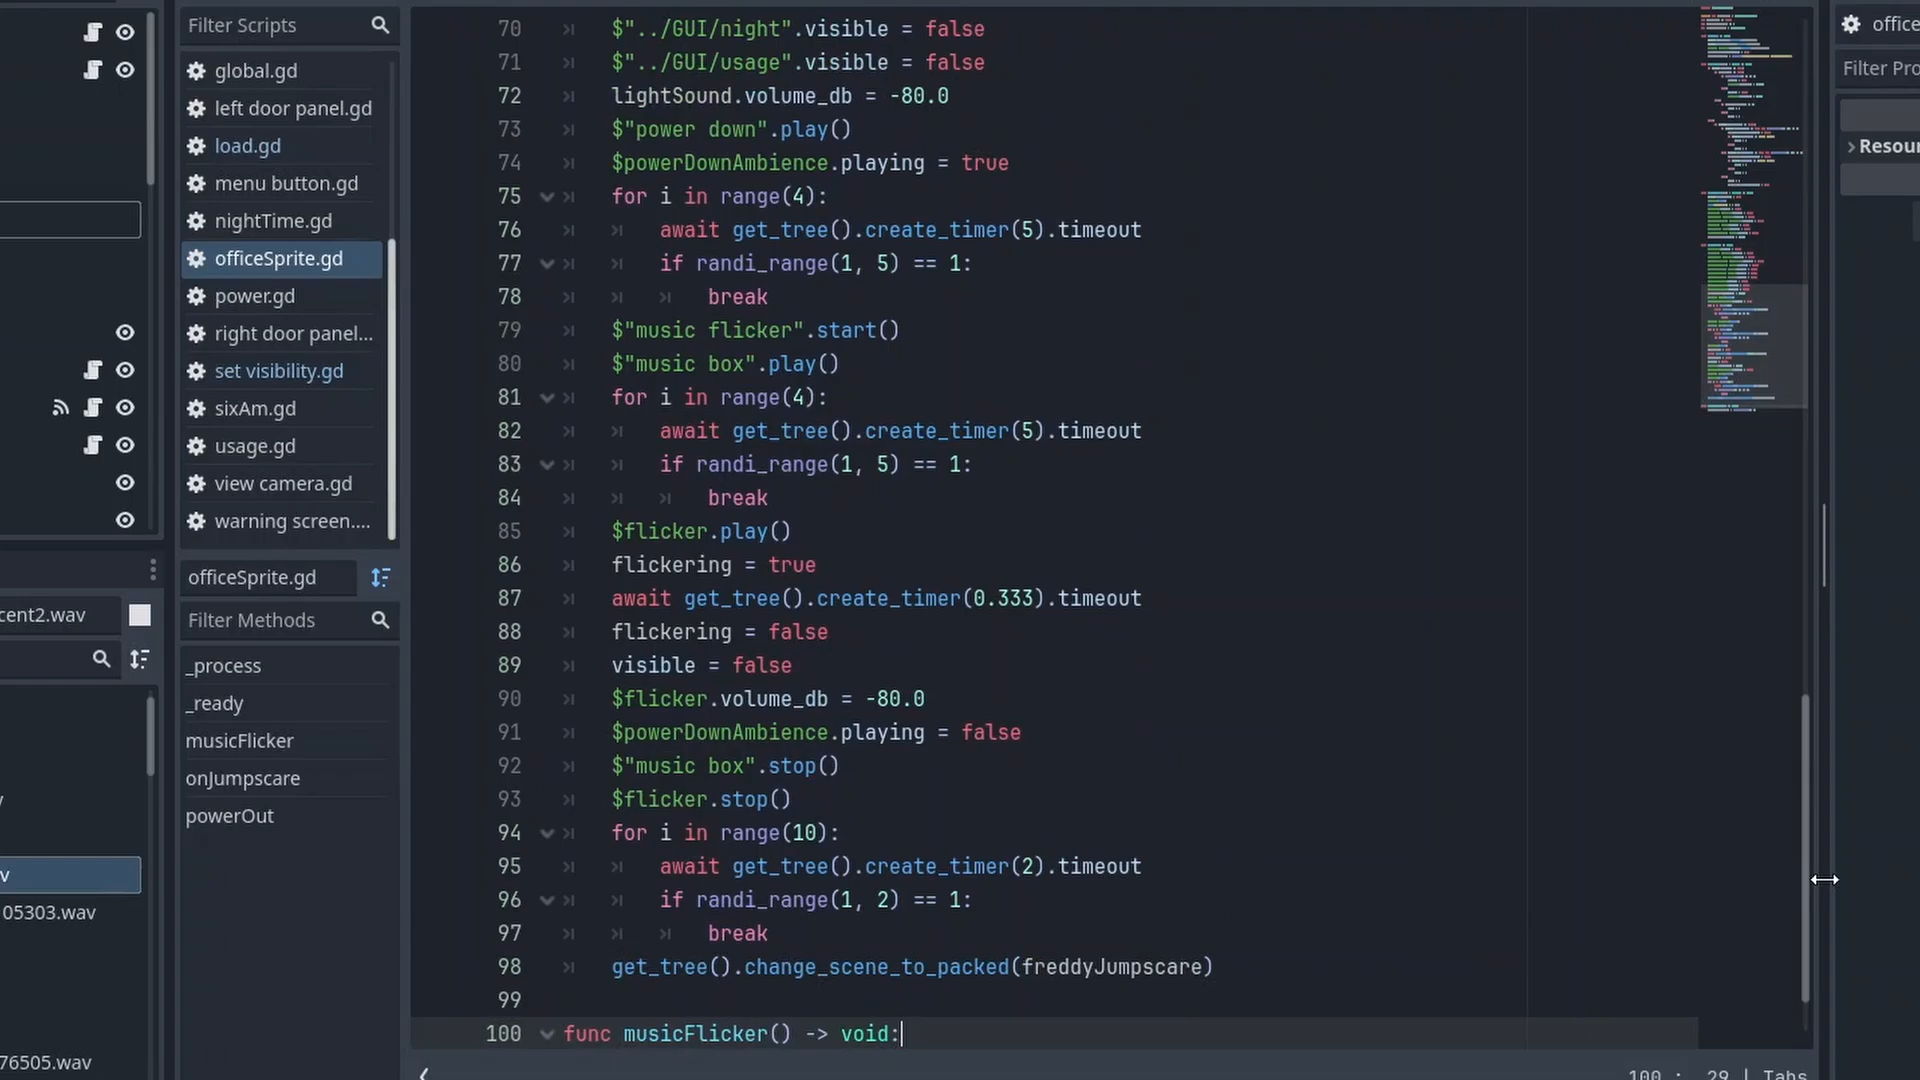 cent2.wav
v
05303.wav
76505.wav
Filter Scripts
global.gd
left door panel.gd
load.gd
menu button.gd
nightTime.gd
officeSprite.gd
power.gd
right door panel...
set visibility.gd
sixAm.gd
usage.gd
view camera.gd
warning screen....
officeSprite.gd
Filter Methods
_process
_ready
musicFlicker
onJumpscare
powerOut
70 $"../GUI/night".visible = false
71 $"../GUI/usage".visible = false
72 lightSound.volume_db = -80.0
73 $"power down".play()
74 $powerDownAmbience.playing = true
75 for i in range(4):
76 await get_tree().create_timer(5).timeout
77 if randi_range(1, 5) == 1:
78 break
79 $"music flicker".start()
80 $"music box".play()
81 for i in range(4):
82 await get_tree().create_timer(5).timeout
83 if randi_range(1, 5) == 1:
84 break
85 $flicker.play()
86 flickering = true
87 await get_tree().create_timer(0.333).timeout
88 flickering = false
89 visible = false
90 $flicker.volume_db = -80.0
91 $powerDownAmbience.playing = false
92 $"music box".stop()
93 $flicker.stop()
94 for i in range(10):
95 await get_tree().create_timer(2).timeout
96 if randi_range(1, 2) == 1:
97 break
98 get_tree().change_scene_to_packed(freddyJumpscare)
99
100 func musicFlicker() -> void:
100 : 29 | Tabs
office
Filter Pro
Resour